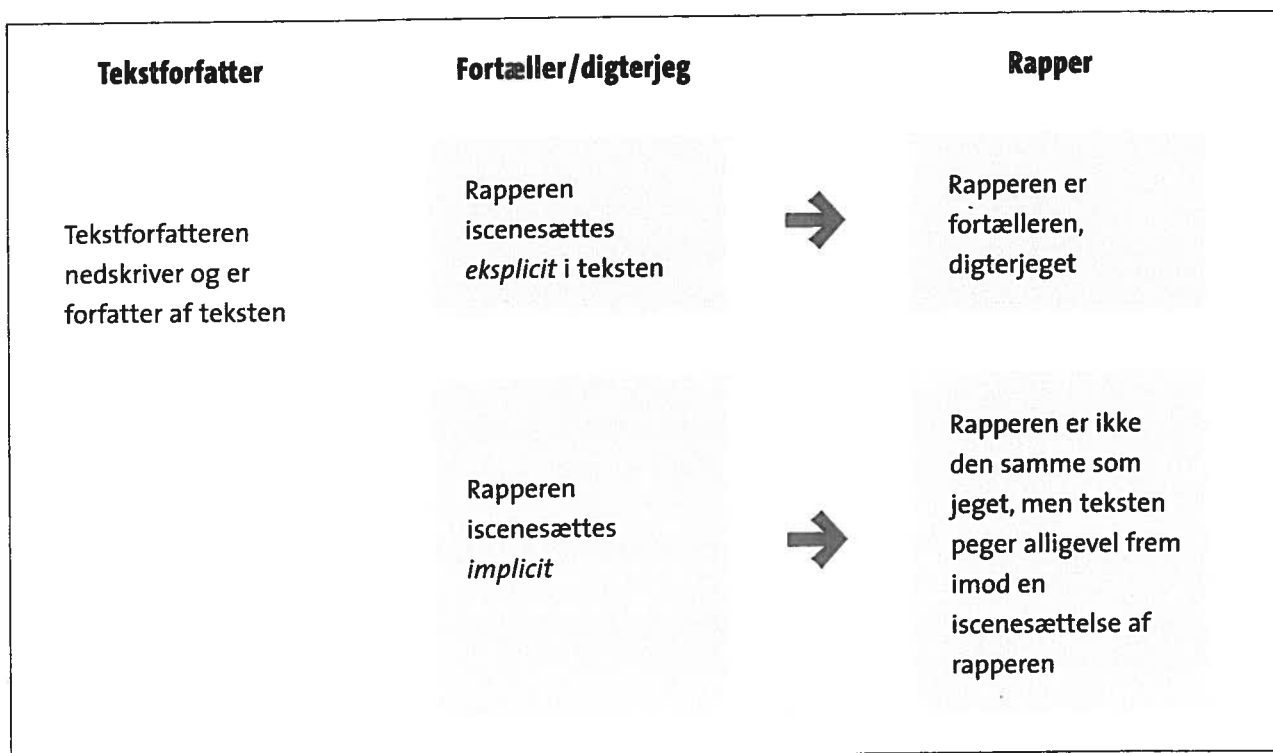 Tekstforfatter
Fortæller/digterjeg
Rapper
Tekstforfatteren
nedskriver og er
forfatter af teksten
Rapperen
iscenesættes
eksplicit i teksten
Rapperen er
fortælleren,
digterjeget
Rapperen
iscenesættes
implicit
Rapperen er ikke
den samme som
jeget, men teksten
peger alligevel frem
imod en
iscenesættelse af
rapperen